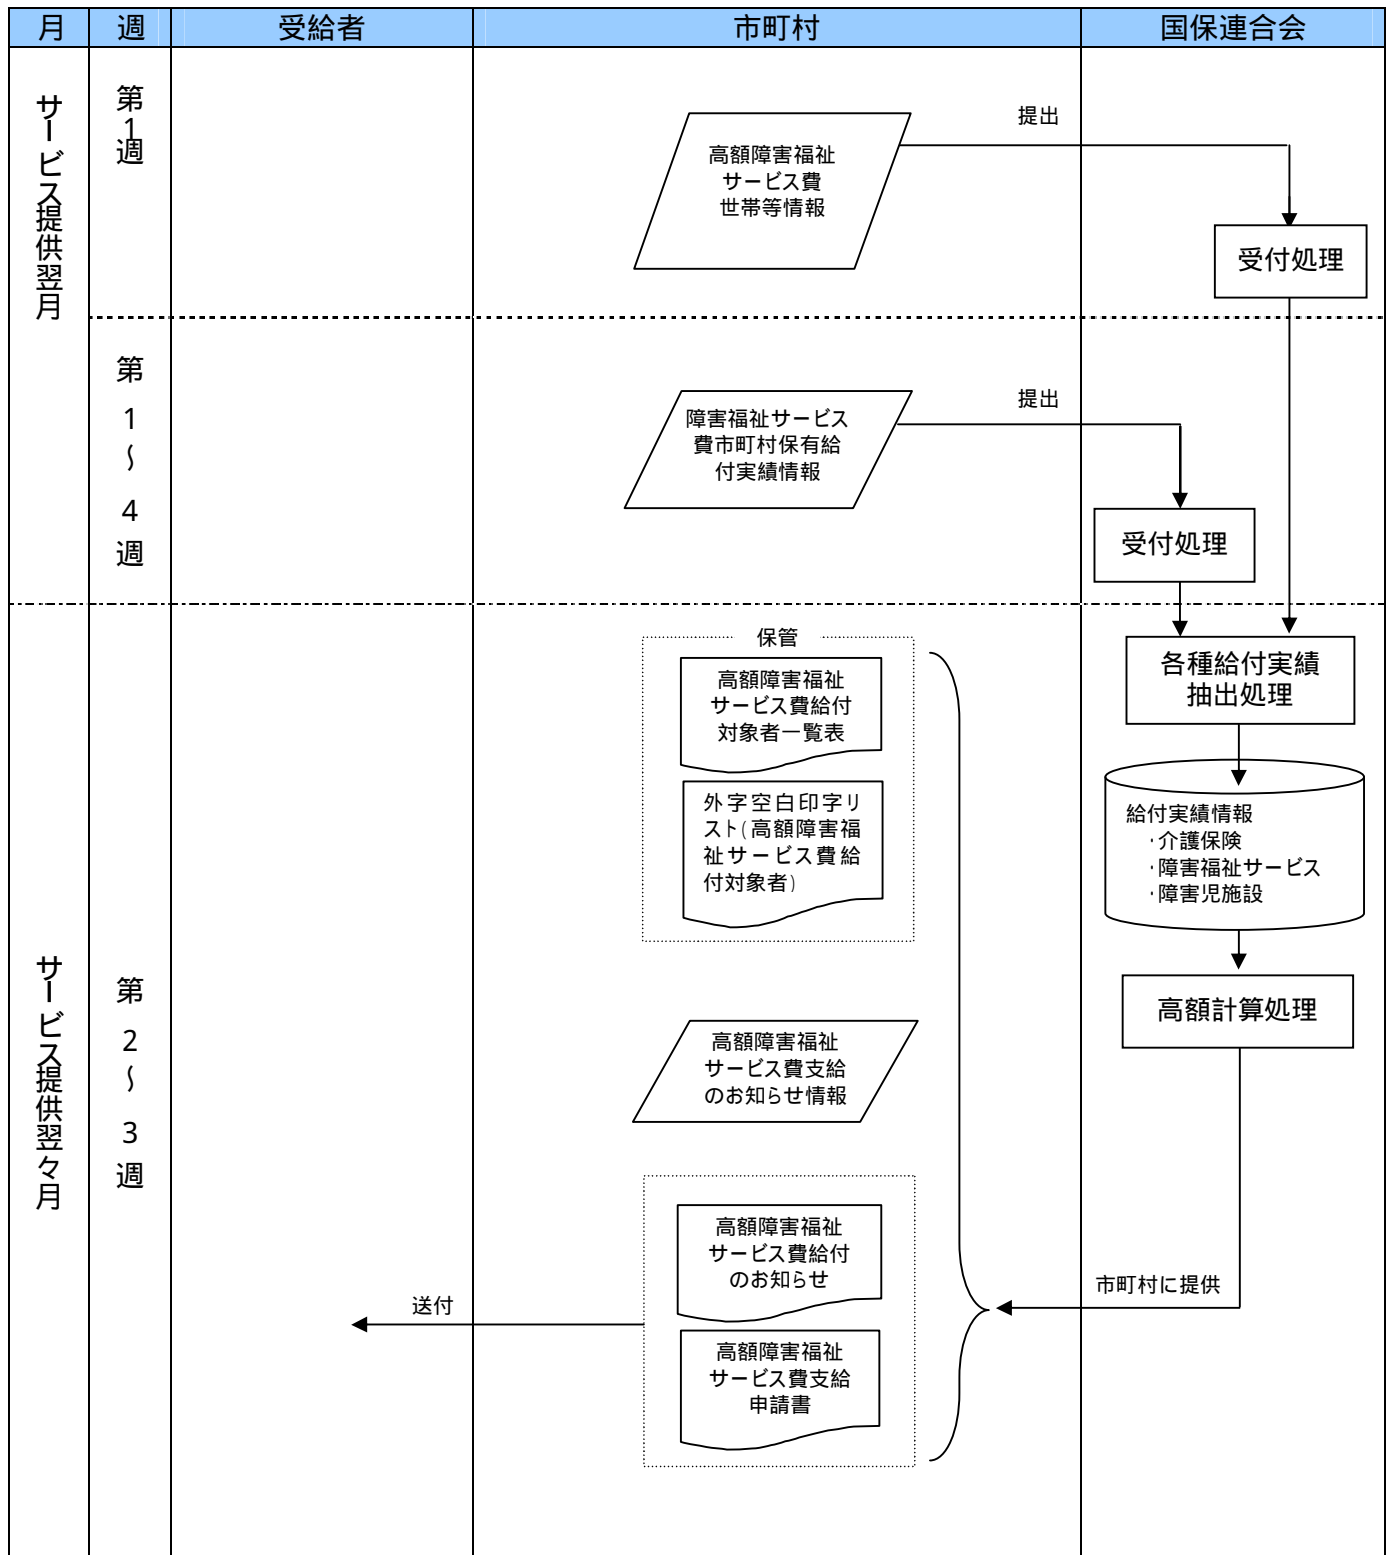 月 週 受給者 市町村 国保連合会
サービス提供翌月
第1週
提出
高額障害福祉
サービス費
世帯等情報
受付処理
第1~4週
提出
障害福祉サービス
費市町村保有給
付実績情報
受付処理
サービス提供翌々月
第2~3週
保管
高額障害福祉
サービス費給付
対象者一覧表
外字空白印字リ
スト(高額障害福
祉サービス費給
付対象者)
各種給付実績
抽出処理
給付実績情報
・介護保険
・障害福祉サービス
・障害児施設
高額計算処理
高額障害福祉
サービス費支給
のお知らせ情報
高額障害福祉
サービス費給付
のお知らせ
市町村に提供
送付
高額障害福祉
サービス費支給
申請書